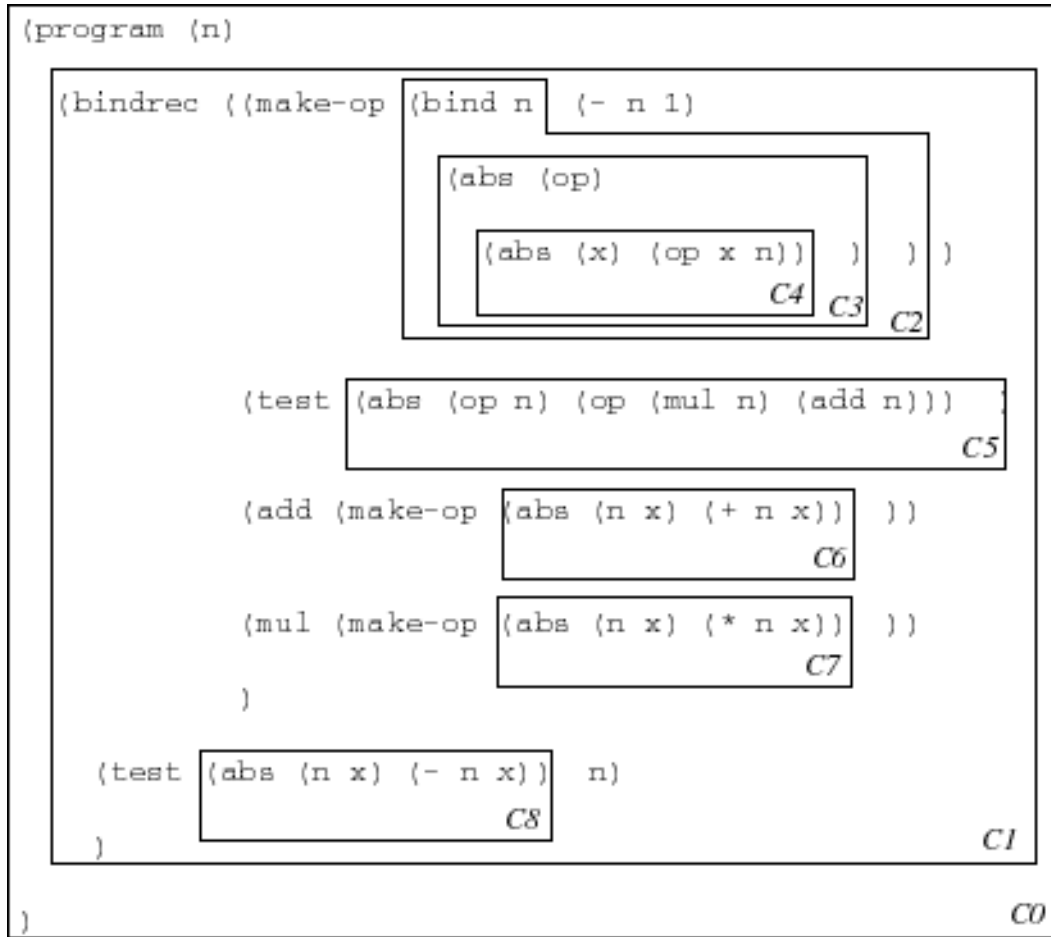 (program (n)
(bindrec ((make-op (bind n (- n 1)
(abs (op)
(abs (x) (op x n)) ) ) )
C4 C3 C2
(test (abs (op n) (op (mul n) (add n))) )
C5
(add (make-op (abs (n x) (+ n x)) ))
C6
(mul (make-op (abs (n x) (* n x)) ))
C7
)
(test (abs (n x) (- n x)) n)
C8
) C1
) C0